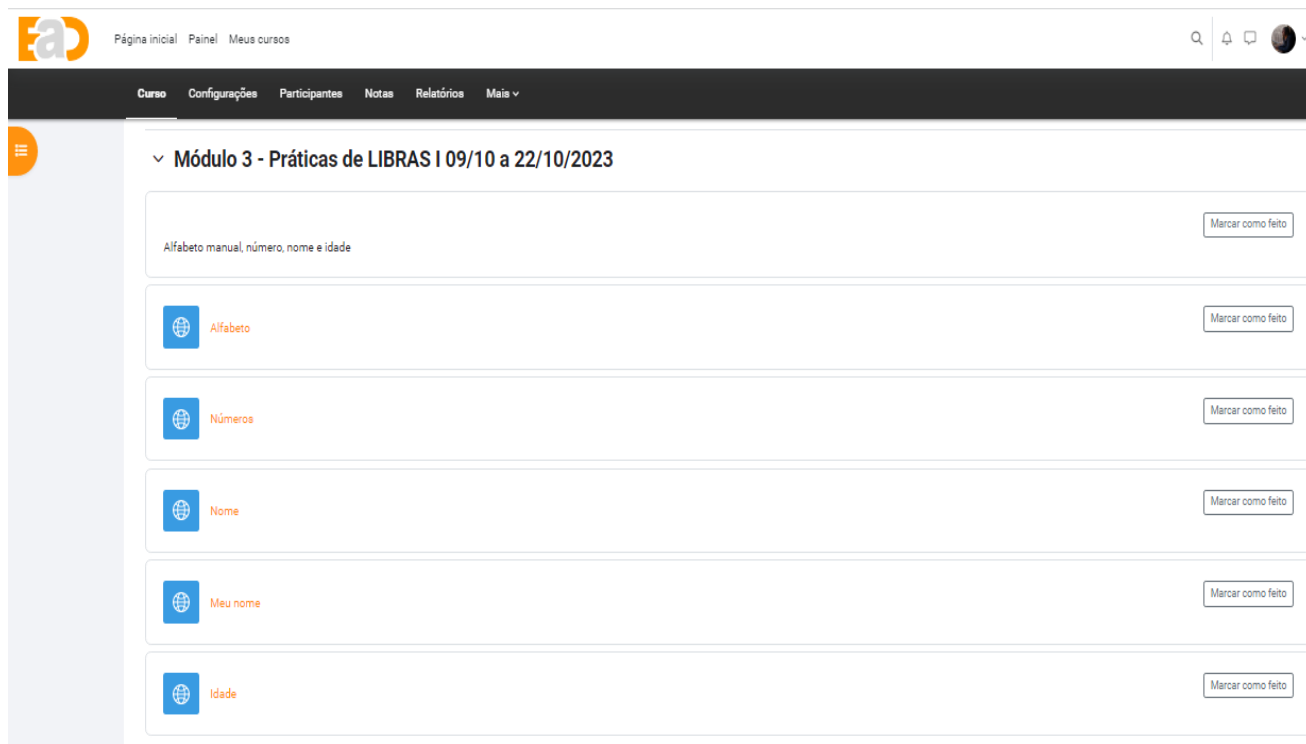 EaD
Página inicial Painel Meus cursos
Curso Configurações Participantes Notas Relatórios Mais
Módulo 3 - Práticas de LIBRAS I 09/10 a 22/10/2023
Marcar como feito
Alfabeto manual, número, nome e idade
Alfabeto Marcar como feito
Números Marcar como feito
Nome Marcar como feito
Meu nome Marcar como feito
Idade Marcar como feito